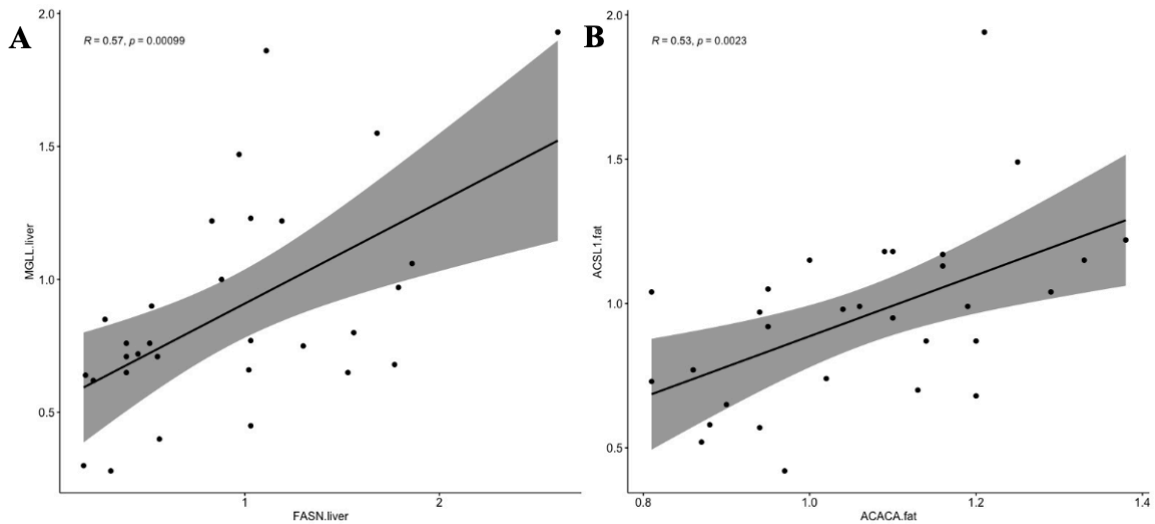 A
R = 0.57, p = 0.00099
2.0
1.5
1.0
0.5
MGLL.liver
1 2
FASN.liver
B
R = 0.53, p = 0.0023
2.0
1.5
1.0
0.5
ACSL1.fat
0.8 1.0 1.2 1.4
ACACA.fat